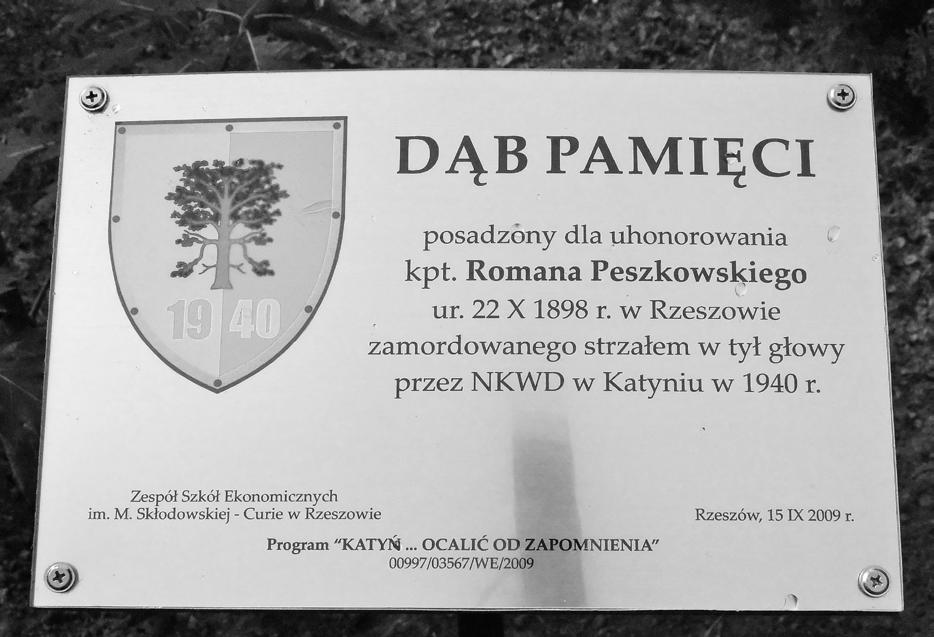 DĄB PAMIĘCI
posadzony dla uhonorowania
kpt. Romana Peszkowskiego
ur. 22 X 1898 r. w Rzeszowie
zamordowanego strzałem w tył głowy
przez NKWD w Katyniu w 1940 r.
1940
Zespół Szkół Ekonomicznych
im. M. Skłodowskiej - Curie w Rzeszowie
Rzeszów, 15 IX 2009 r.
Program “KATYŃ ... OCALIĆ OD ZAPOMNIENIA”
00997/03567/WE/2009